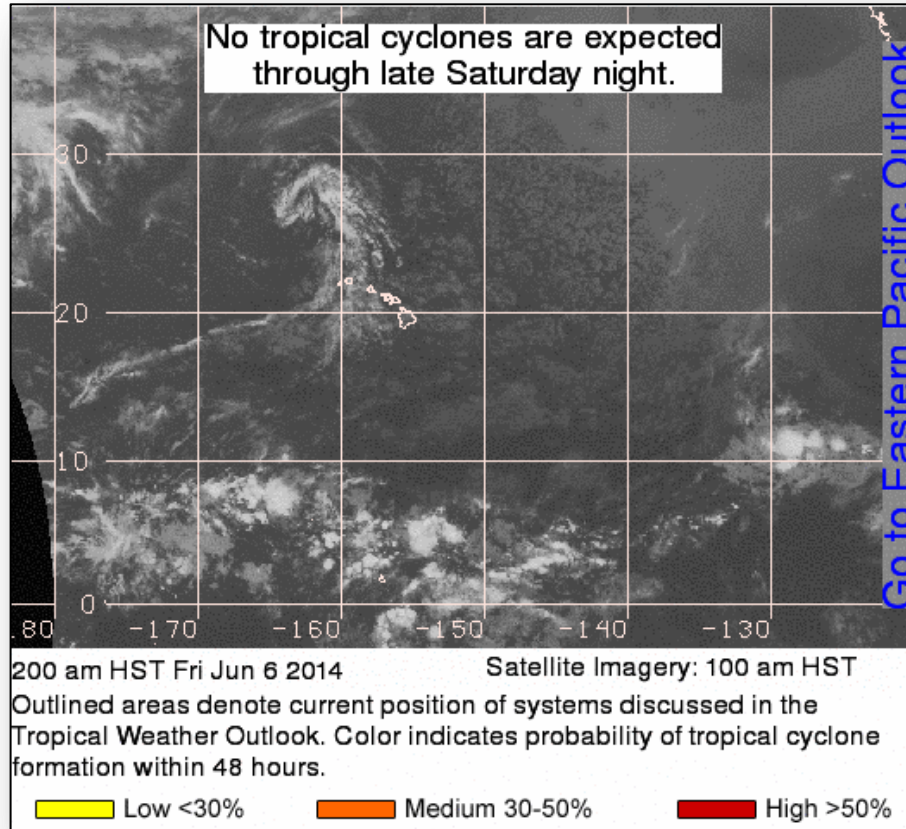 No tropical cyclones are expected
through late Saturday night.
Go to Eastern Pacific Outlook
30
20
10
0
.80 -170 -160 -150 -140 -130
200 am HST Fri Jun 6 2014 Satellite Imagery: 100 am HST
Outlined areas denote current position of systems discussed in the
Tropical Weather Outlook. Color indicates probability of tropical cyclone
formation within 48 hours.
Low <30% Medium 30-50% High >50%